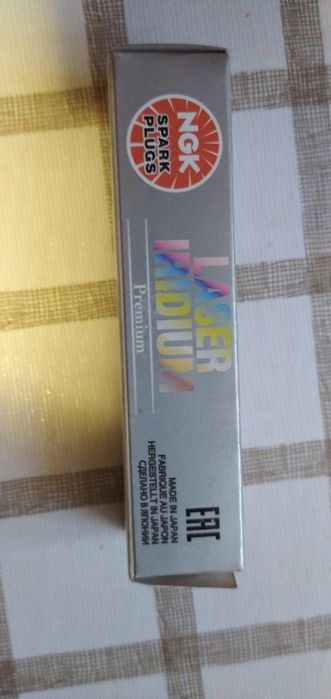 NGK
SPARK
PLUGS
LASER
IRIDIUM
Premium
MADE IN JAPAN
FABRIQUE AU JAPON
HERGESTELLT IN JAPAN
СДЕЛАНО В ЯПОНИИ
EAC